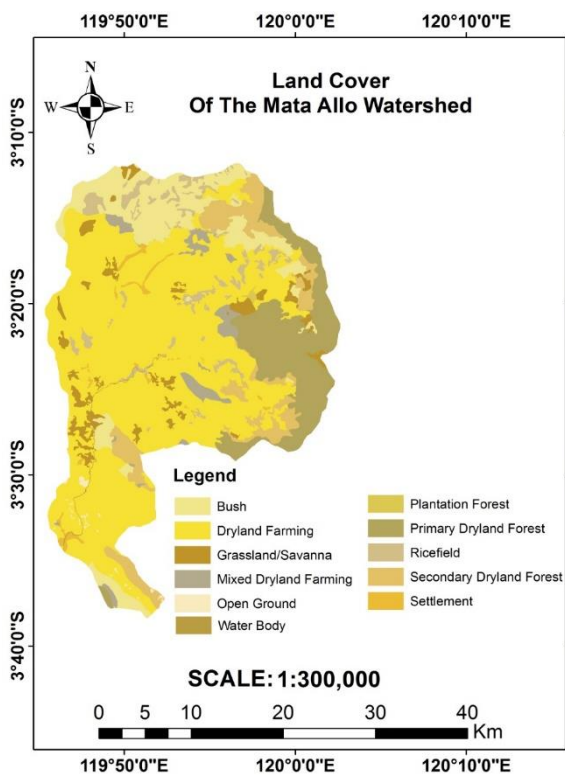 119°50'0"E 120°0'0"E 120°10'0"E
N
W E
S
Land Cover
Of The Mata Allo Watershed
3°10'0"S
3°20'0"S
3°30'0"S
3°40'0"S
Legend
Bush
Dryland Farming
Grassland/Savanna
Mixed Dryland Farming
Open Ground
Water Body
Plantation Forest
Primary Dryland Forest
Ricefield
Secondary Dryland Forest
Settlement
SCALE: 1:300,000
0 5 10 20 30 40
Km
119°50'0"E 120°0'0"E 120°10'0"E